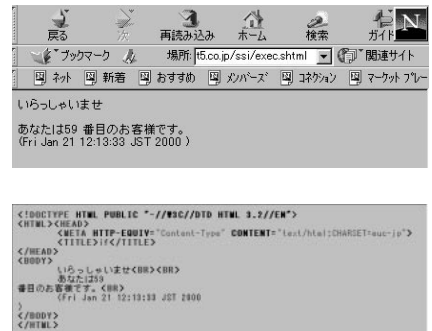 戻る 次 再読み込み ホーム 検索 ガイド N
ブックマーク 場所: t5.co.jp/ssi/exec.shtml 関連サイト
ネット 新着 おすすめ メンバーズ コネクション マーケットプレー
いらっしゃいませ
あなたは59 番目のお客様です。
(Fri Jan 21 12:13:33 JST 2000 )
<!DOCTYPE HTML PUBLIC "-//W3C//DTD HTML 3.2//EN">
<HTML><HEAD>
<META HTTP-EQUIV="Content-Type" CONTENT="text/html;CHARSET=euc-jp">
<TITLE>if</TITLE>
</HEAD>
<BODY>
いらっしゃいませ<BR><BR>
あなたは59
番目のお客様です。<BR>
(Fri Jan 21 12:13:33 JST 2000
)
</BODY>
</HTML>